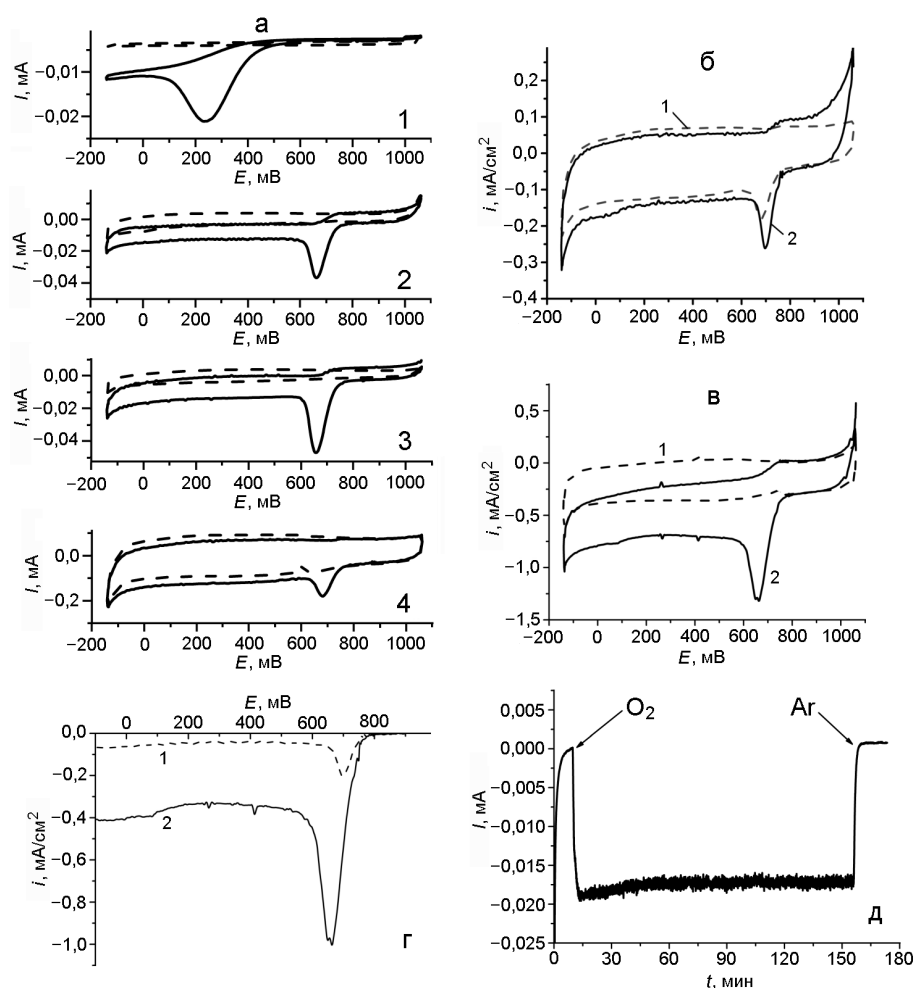 а
I, мА
−0,01
−0,02
1
−200 0 200 400 600 800 1000
E, мВ
I, мА
0,00
−0,02
−0,04
2
−200 0 200 400 600 800 1000
E, мВ
I, мА
0,00
−0,02
−0,04
3
−200 0 200 400 600 800 1000
E, мВ
I, мА
0,0
−0,2
4
−200 0 200 400 600 800 1000
E, мВ
б
i, мА/см²
0,2
0,1
0,0
−0,1
−0,2
−0,3
−0,4
1
2
−200 0 200 400 600 800 1000
E, мВ
в
i, мА/см²
0,5
0,0
−0,5
−1,0
−1,5
1
2
−200 0 200 400 600 800 1000
E, мВ
E, мВ
0 200 400 600 800
i, мА/см²
0,0
−0,2
−0,4
−0,6
−0,8
−1,0
1
2
г
I, мА
0,005
0,000
−0,005
−0,010
−0,015
−0,020
−0,025
O₂
Ar
д
0 30 60 90 120 150 180
t, мин